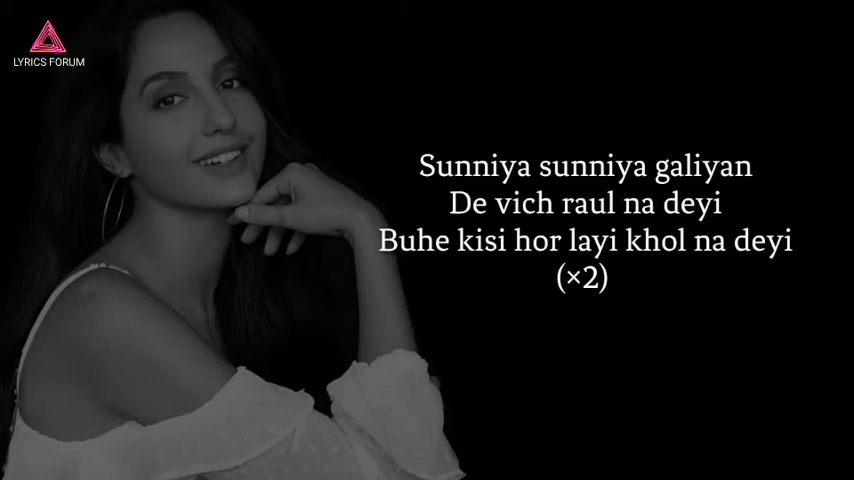 LYRICS FORUM
Sunniya sunniya galiyan
De vich raul na deyi
Buhe kisi hor layi khol na deyi
(×2)